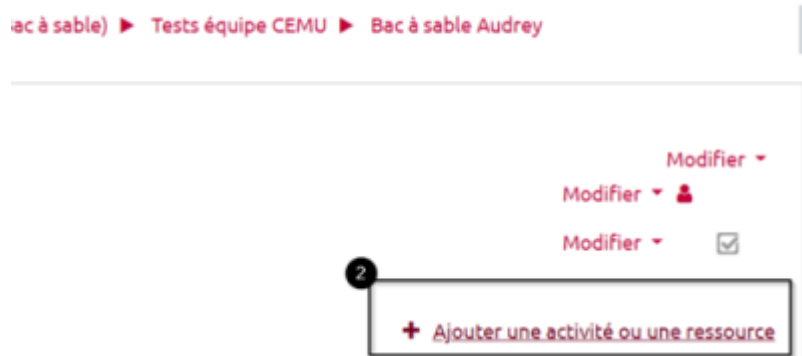 ac à sable) ▶ Tests équipe CEMU ▶ Bac à sable Audrey
Modifier
Modifier
Modifier
2
+ Ajouter une activité ou une ressource